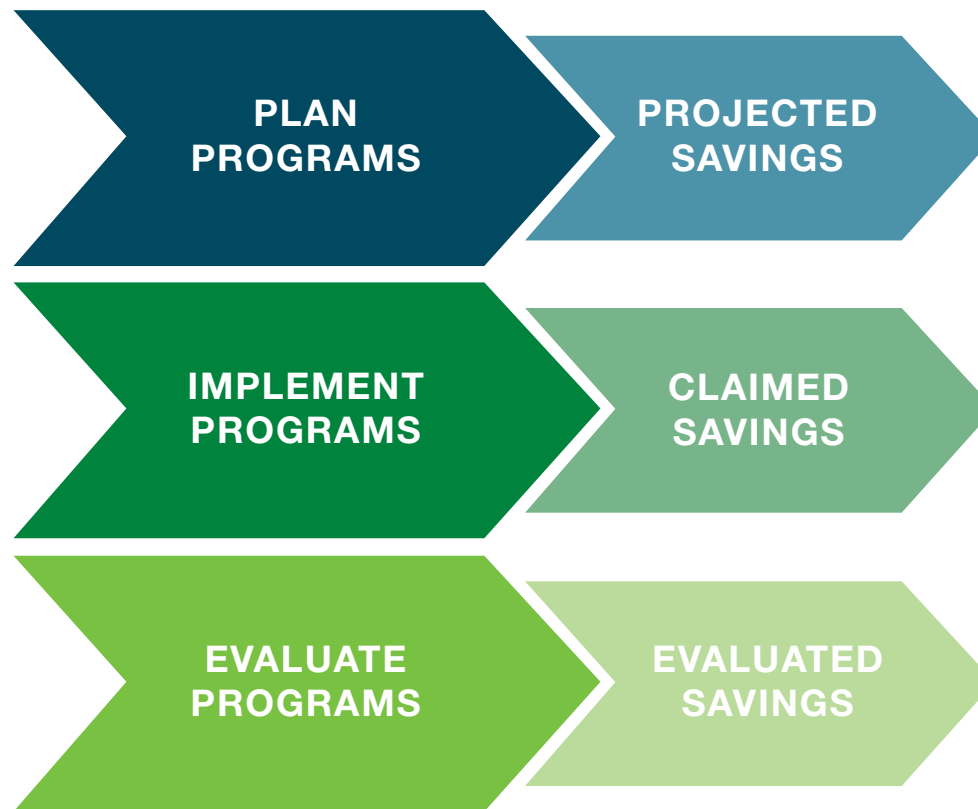 PLAN
PROGRAMS
PROJECTED
SAVINGS
IMPLEMENT
PROGRAMS
CLAIMED
SAVINGS
EVALUATE
PROGRAMS
EVALUATED
SAVINGS